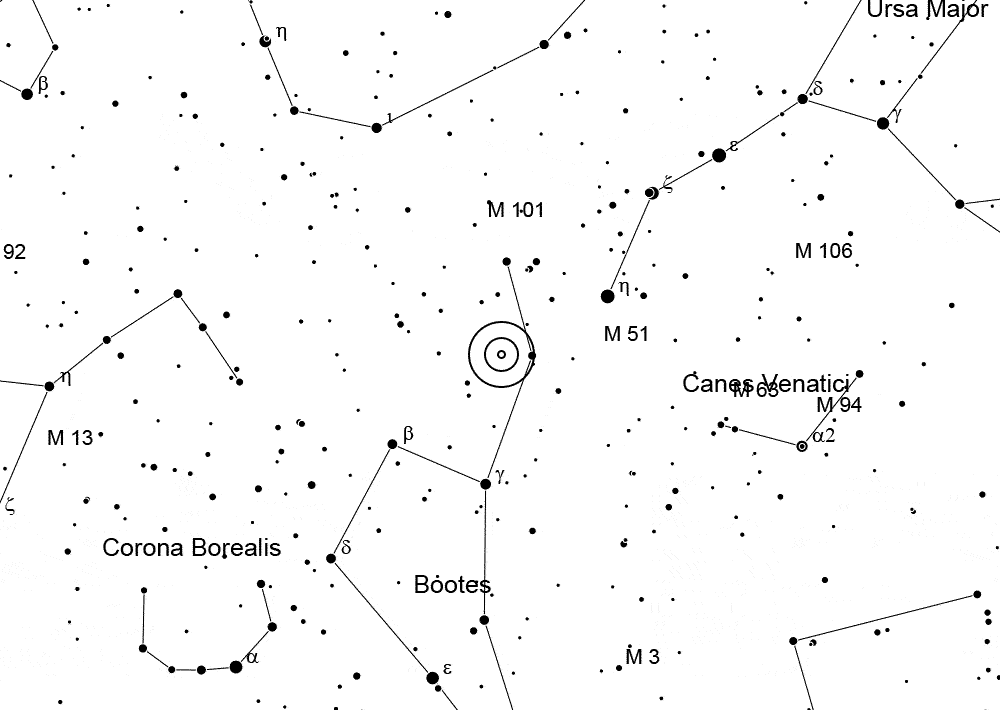 Ursa Major
η
δ
β
γ
ι
ε
ζ
M 101
92
M 106
η
M 51
η
Canes Venatici
M 63
M 94
β
α2
M 13
γ
ζ
Corona Borealis
δ
Bootes
α
M 3
ε